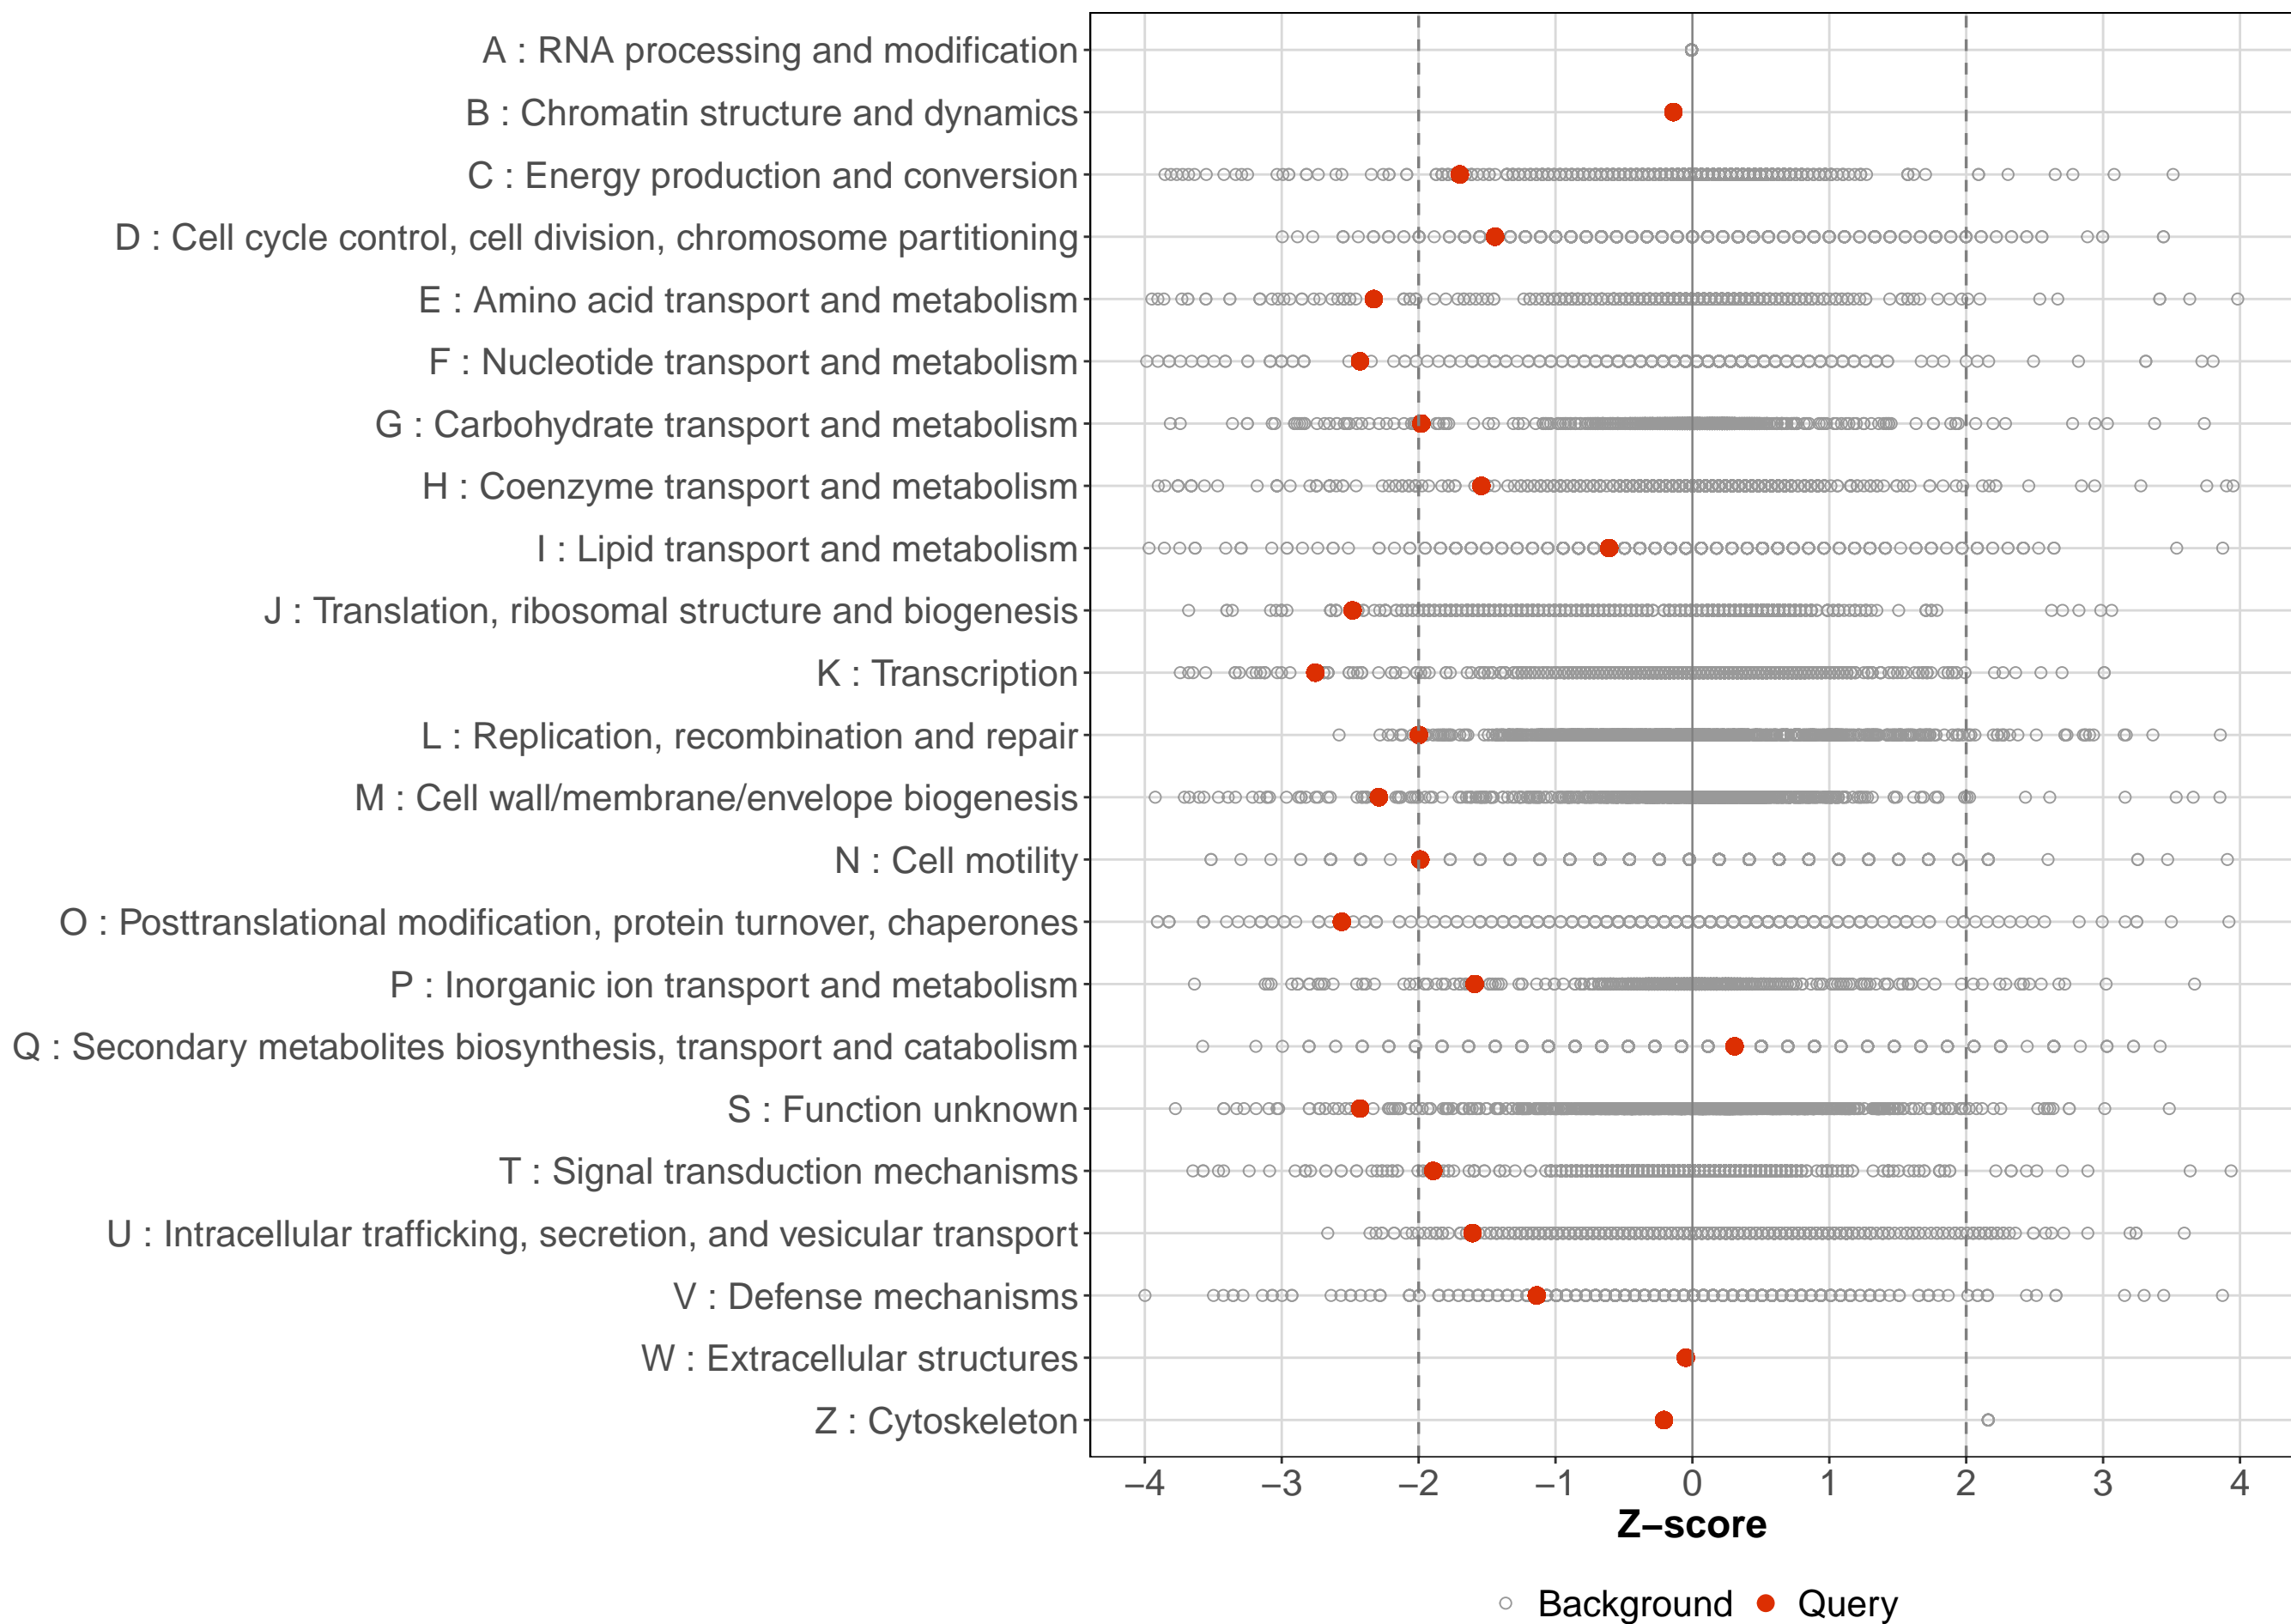 A : RNA processing and modification
B : Chromatin structure and dynamics
C : Energy production and conversion
D : Cell cycle control, cell division, chromosome partitioning
E : Amino acid transport and metabolism
F : Nucleotide transport and metabolism
G : Carbohydrate transport and metabolism
H : Coenzyme transport and metabolism
I : Lipid transport and metabolism
J : Translation, ribosomal structure and biogenesis
K : Transcription
L : Replication, recombination and repair
M : Cell wall/membrane/envelope biogenesis
N : Cell motility
O : Posttranslational modification, protein turnover, chaperones
P : Inorganic ion transport and metabolism
Q : Secondary metabolites biosynthesis, transport and catabolism
S : Function unknown
T : Signal transduction mechanisms
U : Intracellular trafficking, secretion, and vesicular transport
V : Defense mechanisms
W : Extracellular structures
Z : Cytoskeleton
−4 −3 −2 −1 0 1 2 3 4
Z−score
Background Query